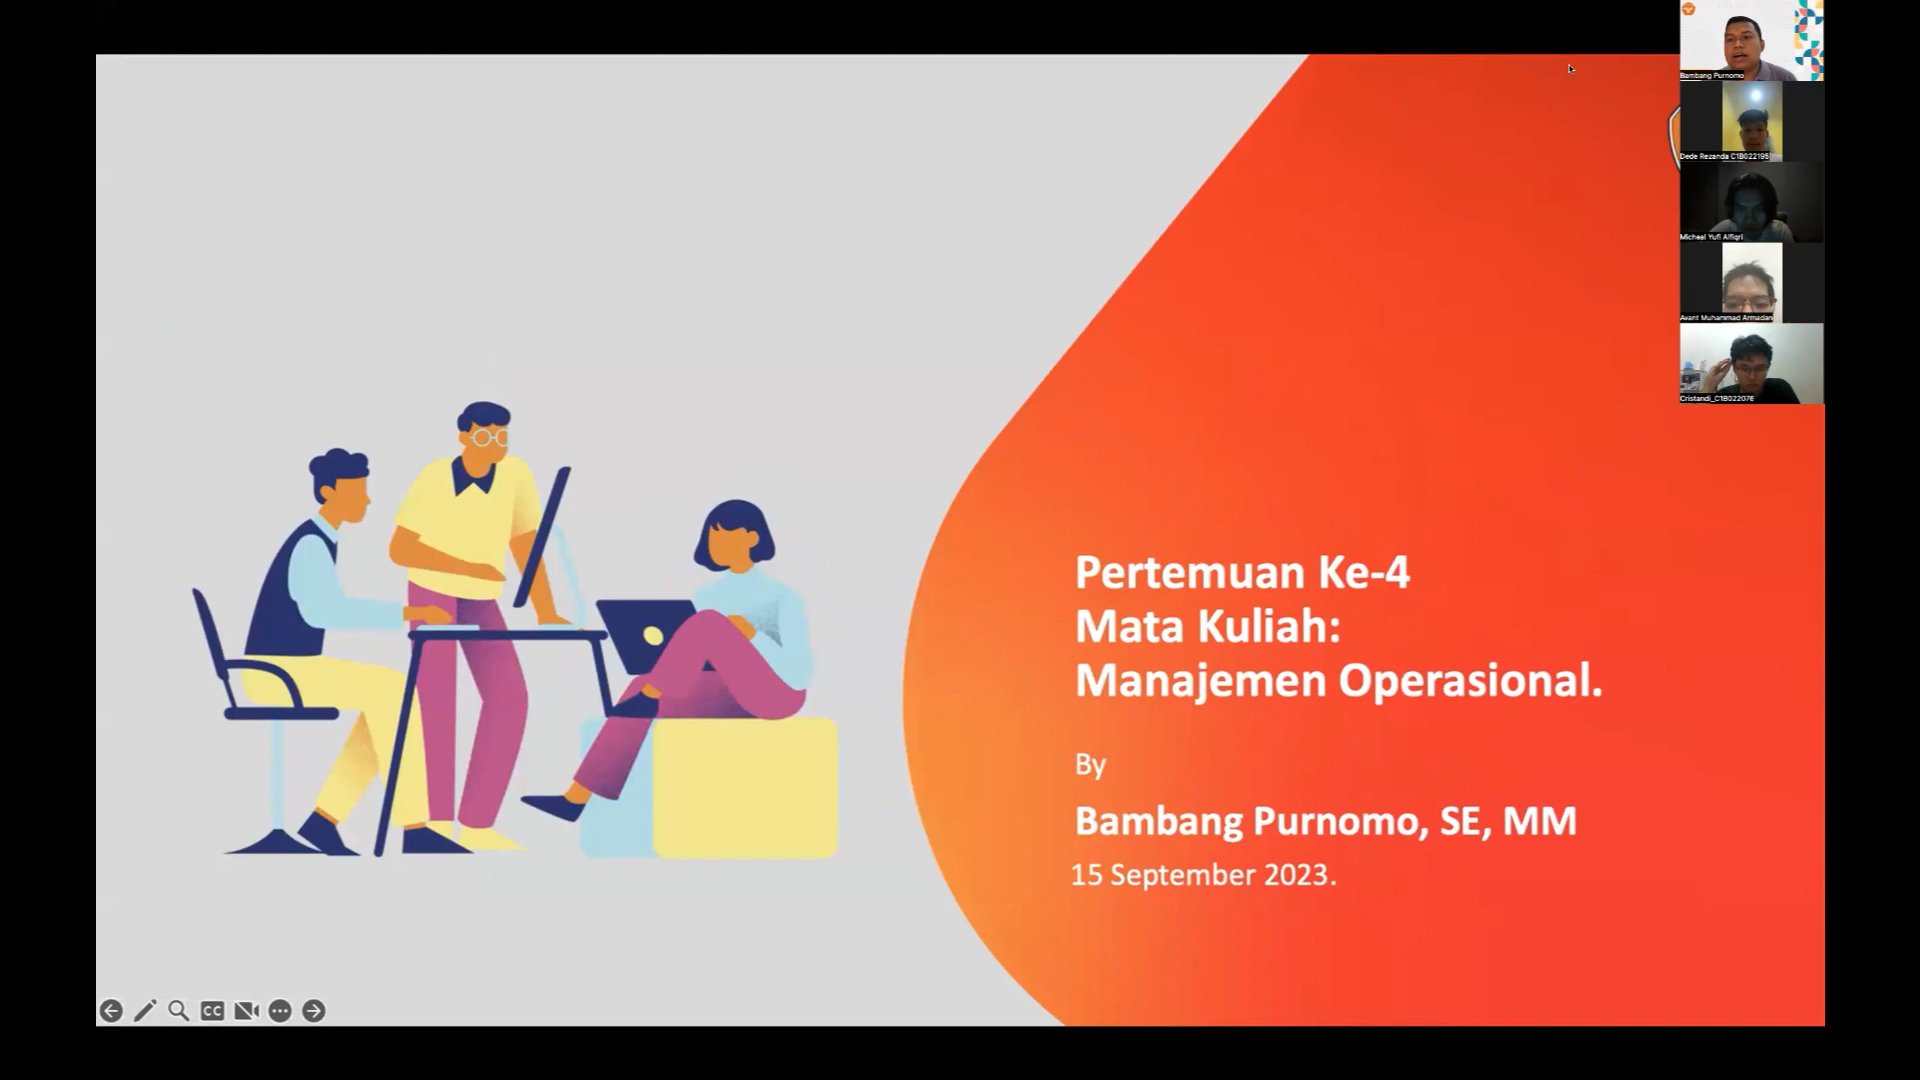 Pertemuan Ke-4
Mata Kuliah:
Manajemen Operasional.
By
Bambang Purnomo, SE, MM
15 September 2023.
Bambang Purnomo
Dede Rezanda C1B022195
Micheal Yufi Alfiqri
Avant Muhammad Armadan
Cristandi_C1B022076
CC